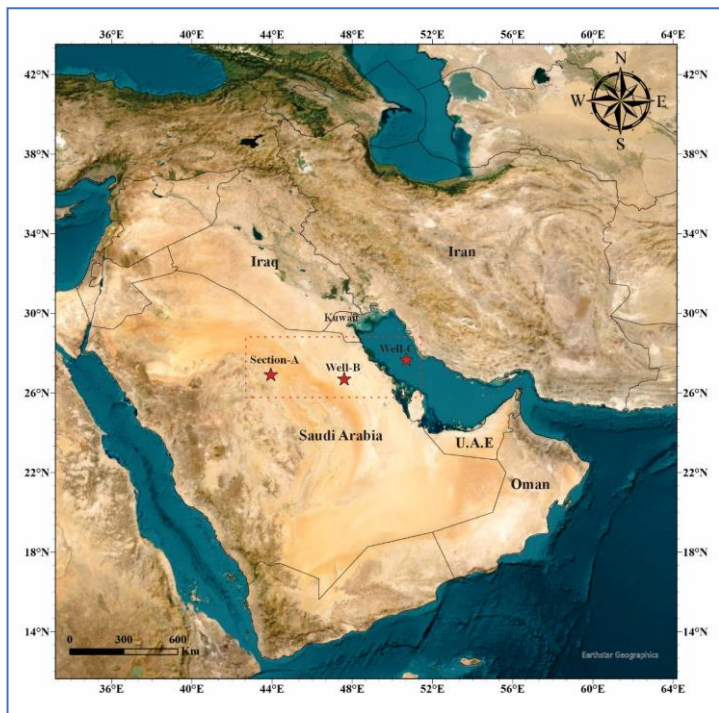 36°E 40°E 44°E 48°E 52°E 56°E 60°E 64°E
42°N 42°N
N
W E
S
38°N 38°N
34°N 34°N
Iran
Iraq
30°N 30°N
Kuwait
Well-C
Section-A
Well-B
26°N 26°N
Saudi Arabia
U.A.E
22°N 22°N
Oman
18°N 18°N
14°N 14°N
0 300 600
Km
Earthstar Geographics
36°E 40°E 44°E 48°E 52°E 56°E 60°E 64°E